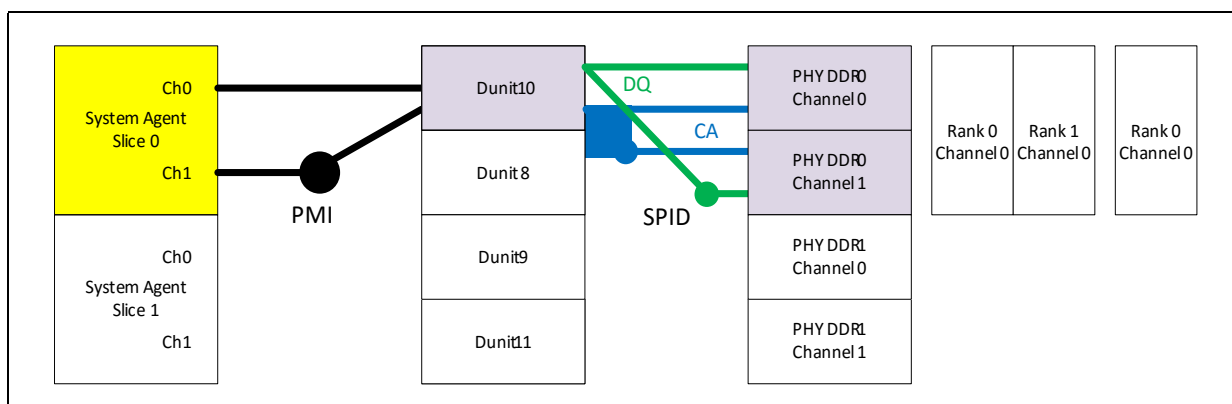 Ch0
System Agent
Slice 0
Ch1
Ch0
System Agent
Slice 1
Ch1
PMI
Dunit10
Dunit 8
Dunit9
Dunit11
DQ
CA
SPID
PHY DDR0
Channel 0
PHY DDR0
Channel 1
PHY DDR1
Channel 0
PHY DDR1
Channel 1
Rank 0
Channel 0
Rank 1
Channel 0
Rank 0
Channel 0